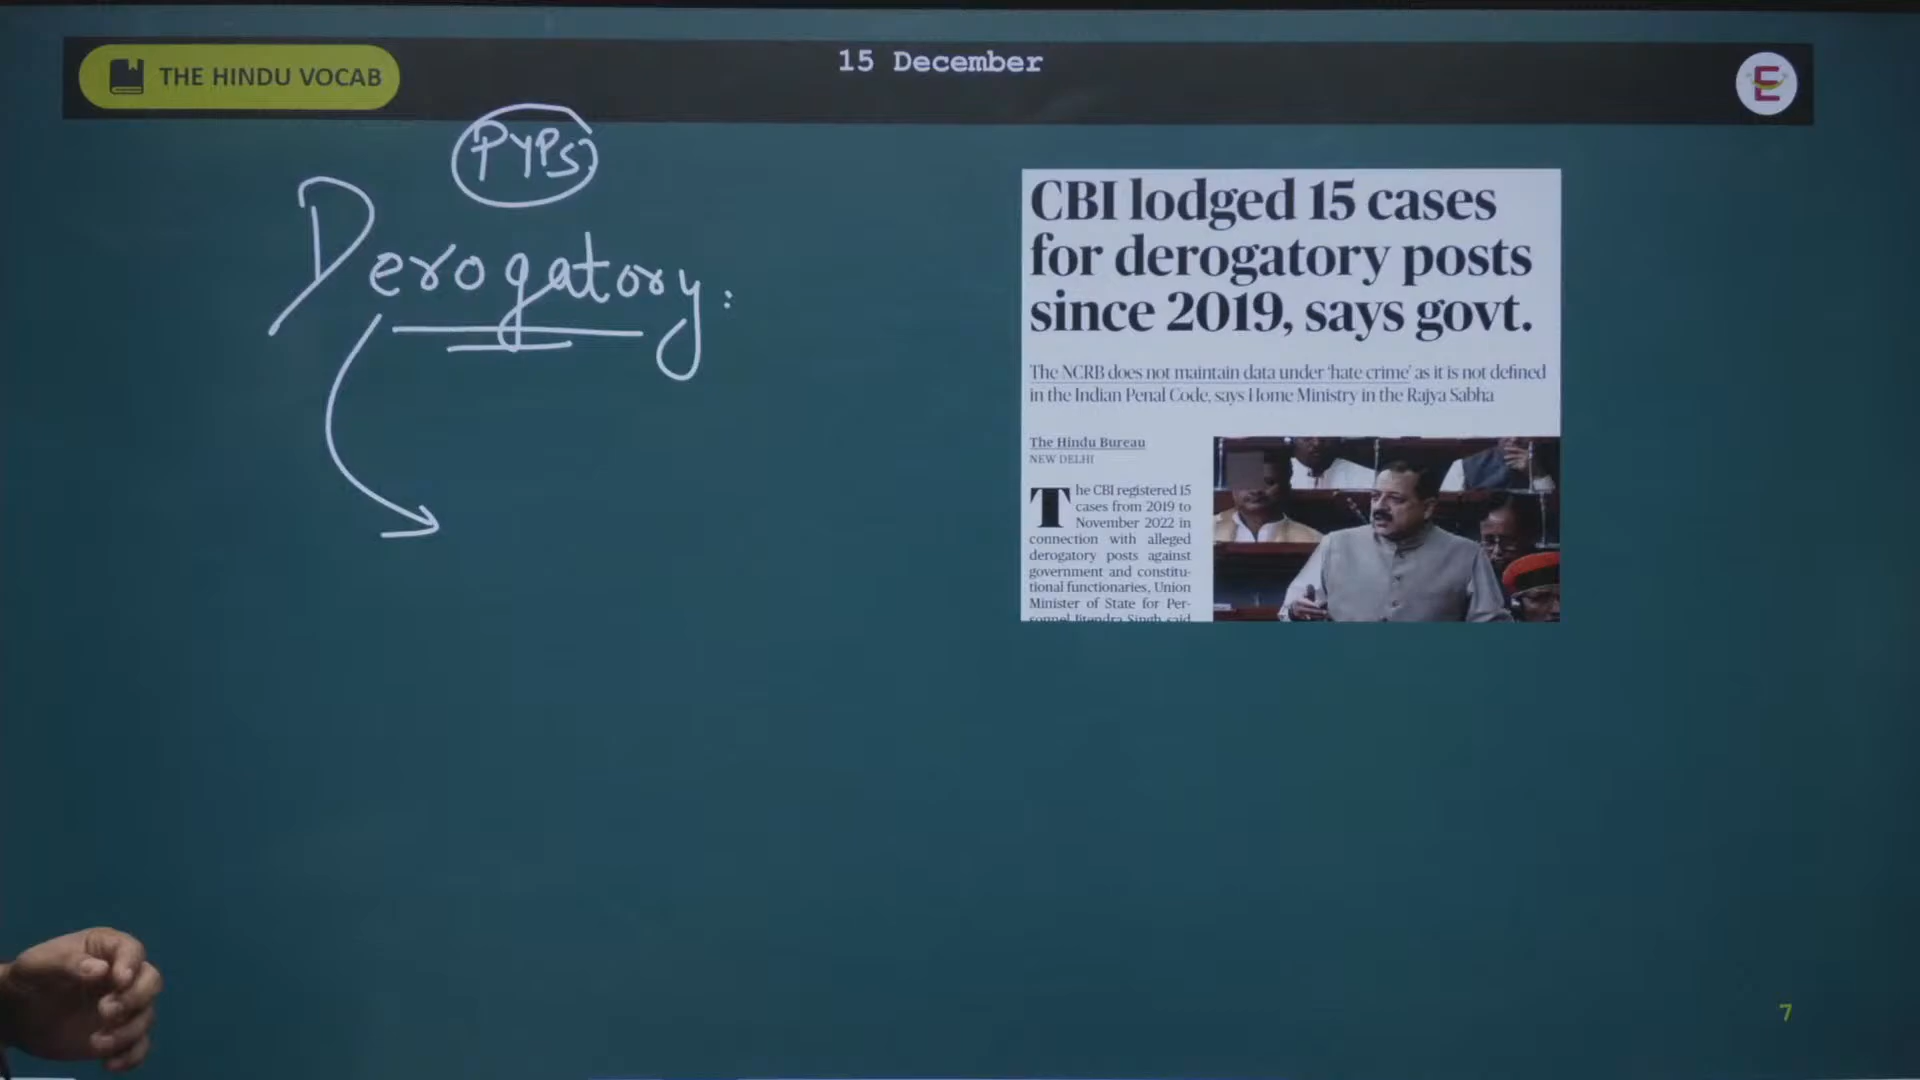 THE HINDU VOCAB
15 December
PYPs
Derogatory:
CBI lodged 15 cases
for derogatory posts
since 2019, says govt.
The NCRB does not maintain data under 'hate crime' as it is not defined
in the Indian Penal Code, says Home Ministry in the Rajya Sabha
The Hindu Bureau
NEW DELHI
The CBI registered 15
cases from 2019 to
November 2022 in
connection with alleged
derogatory posts against
government and constitu-
tional functionaries, Union
Minister of State for Per-
sonnel Jitendra Singh said
E
7